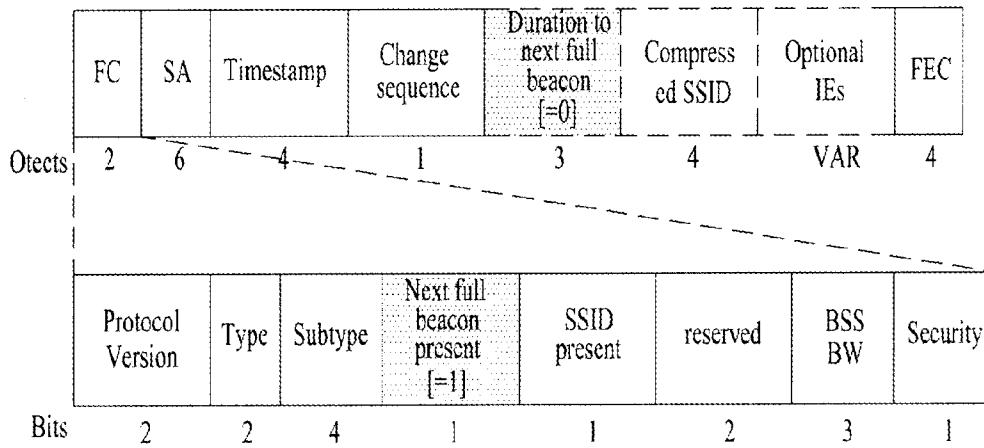 FC
SA
Timestamp
Change
sequence
Duration to
next full
beacon
[=0]
Compress
ed SSID
Optional
IEs
FEC
Otects
2
6
4
1
3
4
VAR
4
Protocol
Version
Type
Subtype
Next full
beacon
present
[=1]
SSID
present
reserved
BSS
BW
Security
Bits
2
2
4
1
1
2
3
1